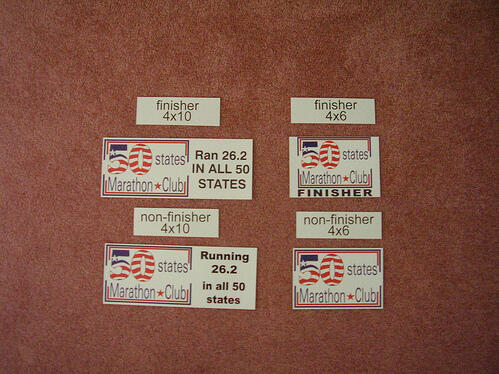 finisher
4x10
finisher
4x6
50 states
Marathon★Club
Ran 26.2
IN ALL 50
STATES
50 states
Marathon★Club
FINISHER
non-finisher
4x10
non-finisher
4x6
50 states
Marathon★Club
Running
26.2
in all 50
states
50 states
Marathon★Club